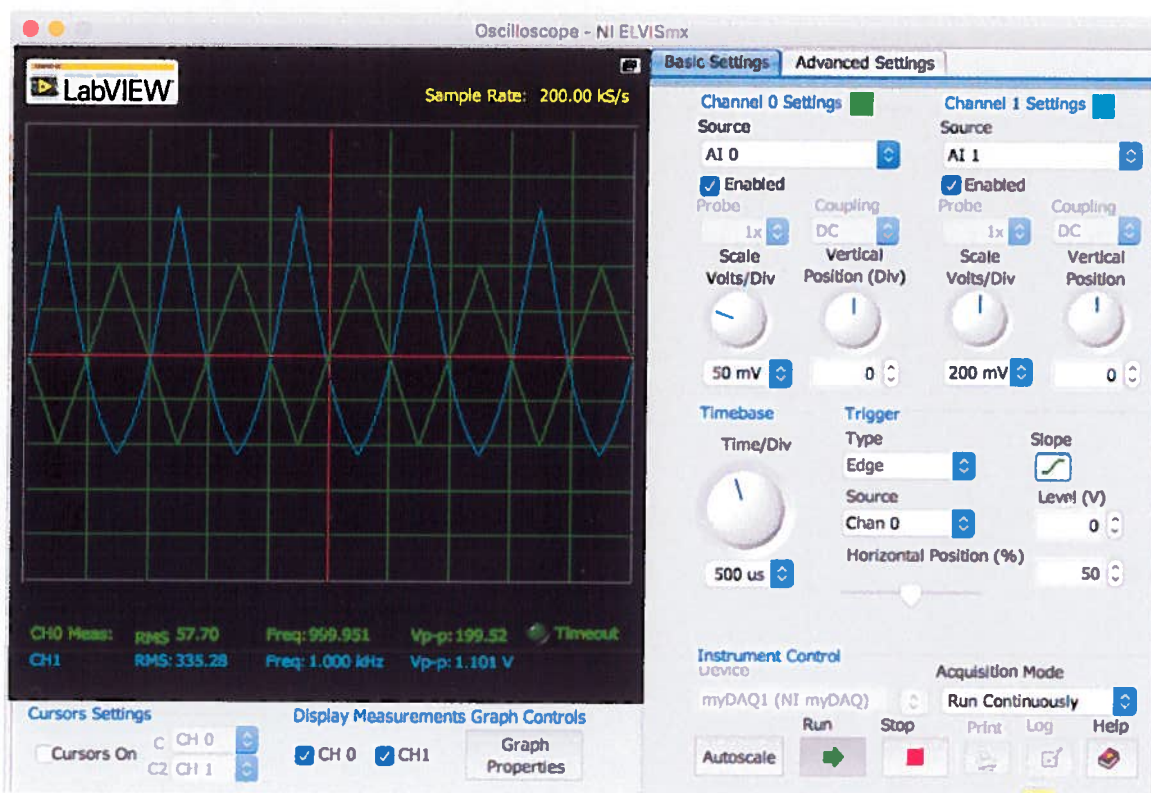 Oscilloscope - NI ELVISmx
LabVIEW
Sample Rate: 200.00 kS/s
CH0 Meas: RMS 57.70 Freq: 999.951 Vp-p: 199.52 Timeout
CH1 RMS: 335.28 Freq: 1.000 kHz Vp-p: 1.101 V
Cursors Settings
Cursors On
C CH 0
C2 CH 1
Display Measurements Graph Controls
CH 0 CH1
Graph
Properties
Basic Settings Advanced Settings
Channel 0 Settings Channel 1 Settings
Source Source
AI 0 AI 1
Enabled Enabled
Probe Coupling Probe Coupling
1x DC 1x DC
Scale Vertical Scale Vertical
Volts/Div Position (Div) Volts/Div Position
50 mV 0 200 mV 0
Timebase Trigger
Time/Div Type Slope
Edge
Source Level (V)
Chan 0 0
Horizontal Position (%)
500 us 50
Instrument Control
Device Acquisition Mode
myDAQ1 (NI myDAQ) Run Continuously
Run Stop Print Log Help
Autoscale